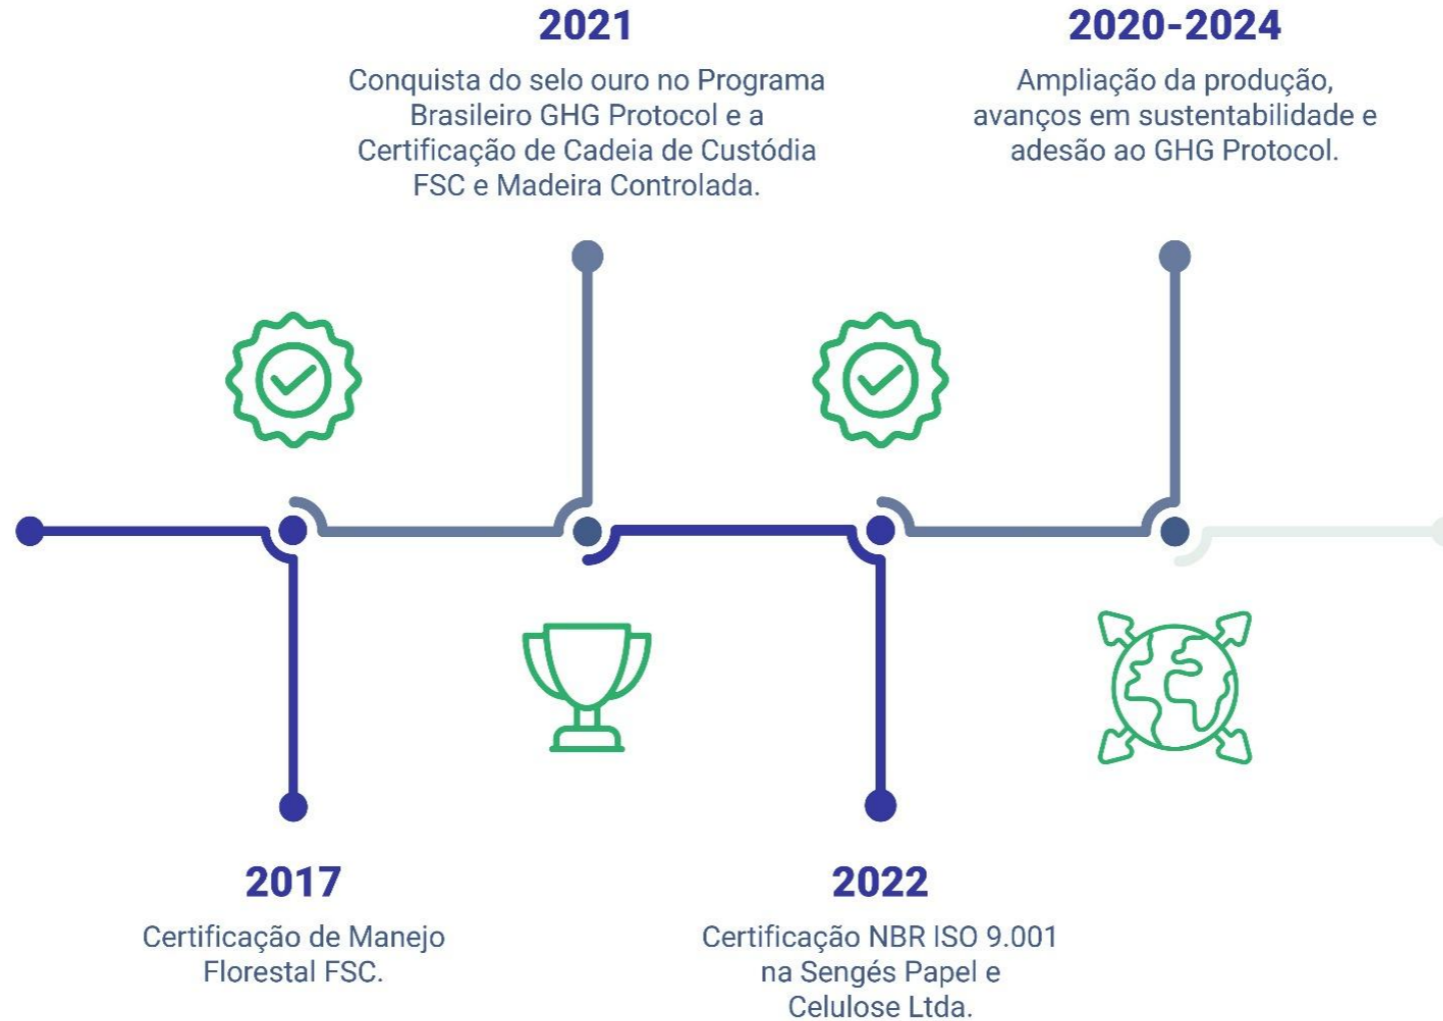 2021
Conquista do selo ouro no Programa
Brasileiro GHG Protocol e a
Certificação de Cadeia de Custódia
FSC e Madeira Controlada.
2020-2024
Ampliação da produção,
avanços em sustentabilidade e
adesão ao GHG Protocol.
2017
Certificação de Manejo
Florestal FSC.
2022
Certificação NBR ISO 9.001
na Sengés Papel e
Celulose Ltda.